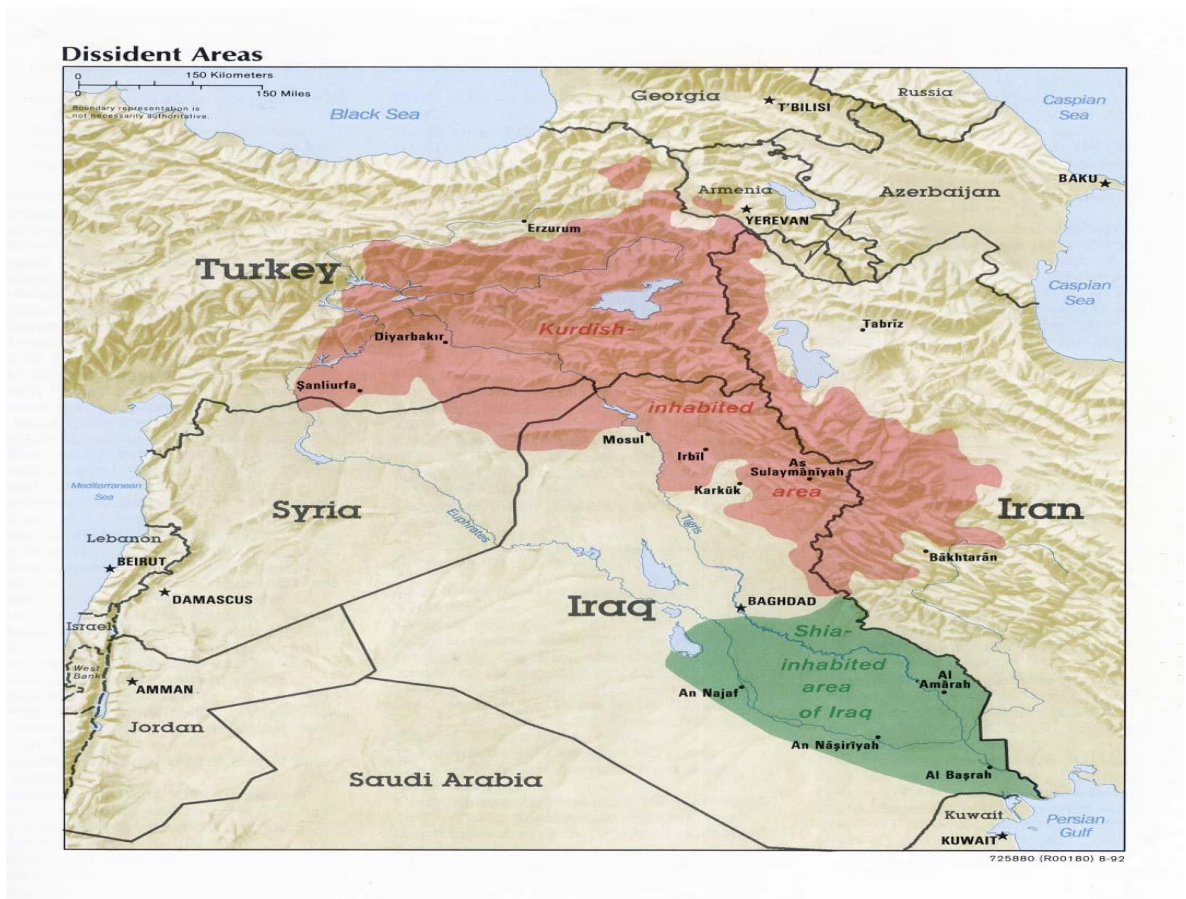 Dissident Areas
0 150 Kilometers
0 150 Miles
Boundary representation is
not necessarily authoritative.
Black Sea
Georgia
T'BILISI
Russia
Caspian
Sea
BAKU
Armenia
YEREVAN
Azerbaijan
Erzurum
Turkey
Caspian
Sea
Tabrīz
Kurdish-
Diyarbakır
Şanliurfa
inhabited
Mosul
Irbīl
As
Sulaymānīyah
Karkūk
area
Mediterranean
Sea
Syria
Euphrates
Tigris
Iran
Lebanon
BEIRUT
Bākhtarān
DAMASCUS
Iraq
BAGHDAD
Israel
Shia-
inhabited
area
of Iraq
West
Bank
AMMAN
An Najaf
Al
Amārah
Jordan
An Nāşirīyah
Saudi Arabia
Al Başrah
Kuwait
KUWAIT
Persian
Gulf
725880 (R00180) 8-92